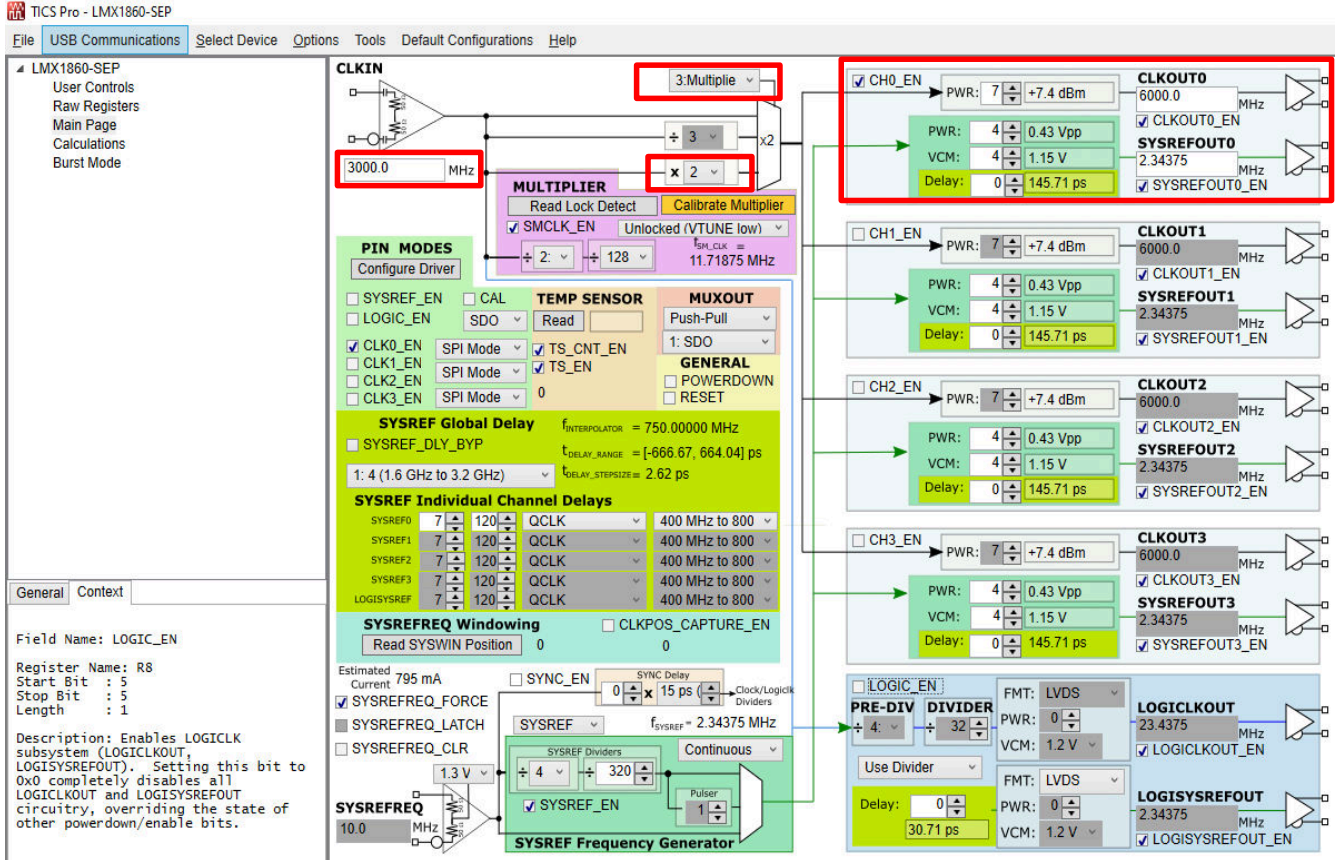 TICS Pro - LMX1860-SEP
File USB Communications Select Device Options Tools Default Configurations Help
LMX1860-SEP
User Controls
Raw Registers
Main Page
Calculations
Burst Mode
General Context
Field Name: LOGIC_EN
Register Name: R8
Start Bit : 5
Stop Bit : 5
Length : 1
Description: Enables LOGICLK
subsystem (LOGICLKOUT,
LOGISYSREFOUT). Setting this bit to
0x0 completely disables all
LOGICLKOUT and LOGISYSREFOUT
circuitry, overriding the state of
other powerdown/enable bits.
CLKIN
50 Ω
50 Ω
3000.0 MHz
3:Multiplie
÷ 3
x2
x 2
MULTIPLIER
Read Lock Detect Calibrate Multiplier
SMCLK_EN Unlocked (VTUNE low)
÷ 2: ÷ 128 fSM_CLK =
11.71875 MHz
PIN MODES
Configure Driver
SYSREF_EN CAL
LOGIC_EN SDO
CLK0_EN SPI Mode
CLK1_EN
CLK2_EN SPI Mode
CLK3_EN SPI Mode
TEMP SENSOR
Read
TS_CNT_EN
TS_EN
0
MUXOUT
Push-Pull
1: SDO
GENERAL
POWERDOWN
RESET
SYSREF Global Delay fINTERPOLATOR = 750.00000 MHz
SYSREF_DLY_BYP
tDELAY_RANGE = [-666.67, 664.04] ps
1: 4 (1.6 GHz to 3.2 GHz) tDELAY_STEPSIZE = 2.62 ps
SYSREF Individual Channel Delays
SYSREF0 7 120 QCLK 400 MHz to 800
SYSREF1 7 120 QCLK 400 MHz to 800
SYSREF2 7 120 QCLK 400 MHz to 800
SYSREF3 7 120 QCLK 400 MHz to 800
LOGISYSREF 7 120 QCLK 400 MHz to 800
SYSREFREQ Windowing CLKPOS_CAPTURE_EN
Read SYSWIN Position 0 0
Estimated
Current 795 mA
SYSREFREQ_FORCE
SYSREFREQ_LATCH
SYSREFREQ_CLR
SYNC_EN
SYNC Delay
0 x 15 ps (
Clock/Logiclk
Dividers
SYSREF fSYSREF = 2.34375 MHz
SYSREF Dividers
Continuous
÷ 4 ÷ 320
SYSREF_EN
Pulser
1
1.3 V
50 Ω
50 Ω
SYSREFREQ
10.0 MHz
SYSREF Frequency Generator
CH0_EN
PWR: 7 +7.4 dBm
CLKOUT0
6000.0 MHz
CLKOUT0_EN
PWR: 4 0.43 Vpp
VCM: 4 1.15 V
Delay: 0 145.71 ps
SYSREFOUT0
2.34375 MHz
SYSREFOUT0_EN
CH1_EN
PWR: 7 +7.4 dBm
CLKOUT1
6000.0 MHz
CLKOUT1_EN
PWR: 4 0.43 Vpp
VCM: 4 1.15 V
Delay: 0 145.71 ps
SYSREFOUT1
2.34375 MHz
SYSREFOUT1_EN
CH2_EN
PWR: 7 +7.4 dBm
CLKOUT2
6000.0 MHz
CLKOUT2_EN
PWR: 4 0.43 Vpp
VCM: 4 1.15 V
Delay: 0 145.71 ps
SYSREFOUT2
2.34375 MHz
SYSREFOUT2_EN
CH3_EN
PWR: 7 +7.4 dBm
CLKOUT3
6000.0 MHz
CLKOUT3_EN
PWR: 4 0.43 Vpp
VCM: 4 1.15 V
Delay: 0 145.71 ps
SYSREFOUT3
2.34375 MHz
SYSREFOUT3_EN
LOGIC_EN
PRE-DIV DIVIDER
÷ 4: ÷ 32
Use Divider
FMT: LVDS
PWR: 0
VCM: 1.2 V
LOGICLKOUT
23.4375 MHz
LOGICLKOUT_EN
Delay: 0
30.71 ps
FMT: LVDS
PWR: 0
VCM: 1.2 V
LOGISYSREFOUT
2.34375 MHz
LOGISYSREFOUT_EN